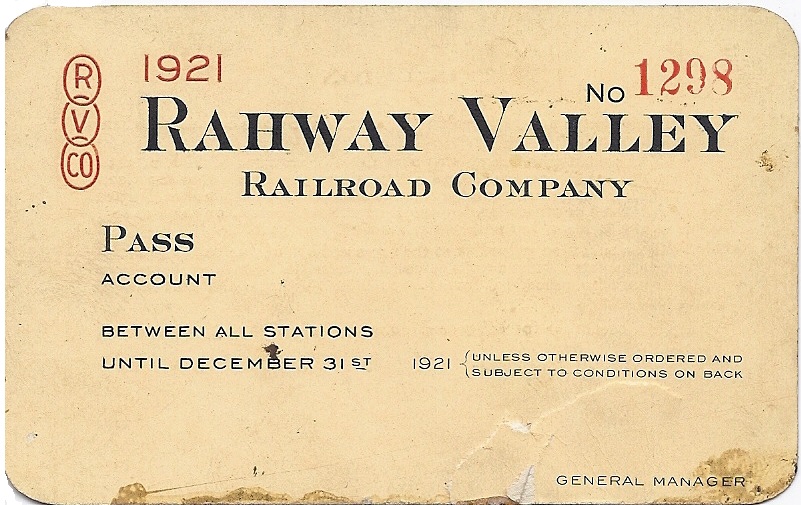 R
V
CO
1921
No 1298
RAHWAY VALLEY
RAILROAD COMPANY
PASS
ACCOUNT
BETWEEN ALL STATIONS
UNTIL DECEMBER 31ST 1921 { UNLESS OTHERWISE ORDERED AND
SUBJECT TO CONDITIONS ON BACK
GENERAL MANAGER